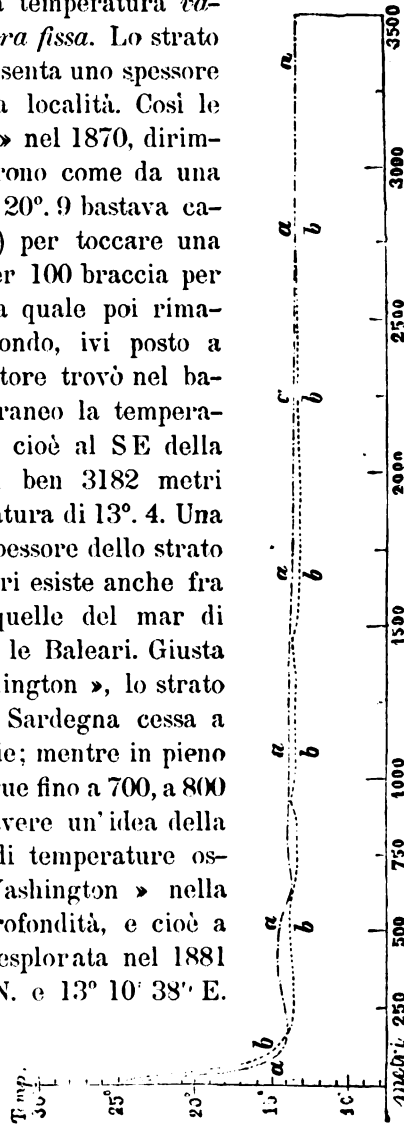 a temperatura va-
ra fissa. Lo strato
senta uno spessore
a località. Così le
» nel 1870, dirim-
rono come da una
20°. 9 bastava ca-
) per toccare una
er 100 braccia per
a quale poi rima-
ondo, ivi posto a
tore trovò nel ba-
raneo la tempera-
cioè al SE della
ben 3182 metri
atura di 13°. 4. Una
pessore dello strato
ri esiste anche fra
quelle del mar di
le Baleari. Giusta
ington », lo strato
Sardegna cessa a
ie; mentre in pieno
ue fino a 700, a 800
vere un'idea della
di temperature os-
Washington » nella
rofondità, e cioè a
esplorata nel 1881
N. e 13° 10' 38'' E.
Temp.
30°
25°
20°
15°
10°
metri
250
500
750
1000
1500
2000
2500
3000
3500
a
b
a
b
a
b
a
b
c
b
a
b
a